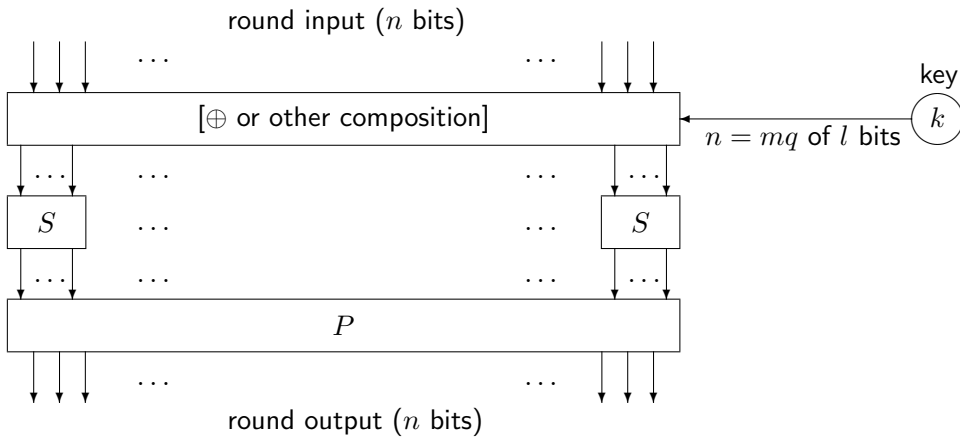 round input (n bits)
... ...
key
[⊕ or other composition]
k
n = mq of l bits
... ... ... ...
S ... ... S
... ... ... ...
P
... ...
round output (n bits)